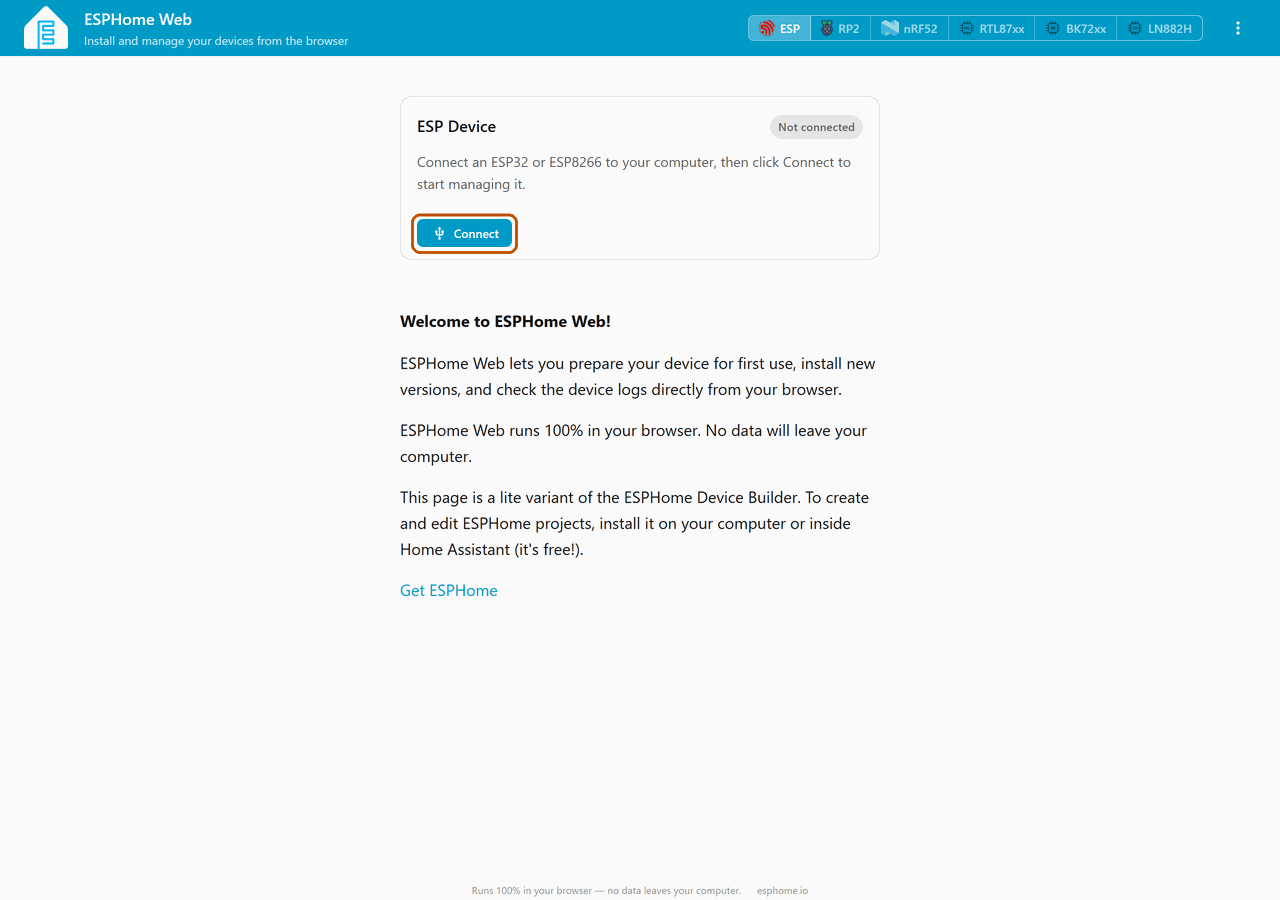 ESPHome Web
Install and manage your devices from the browser
ESP
RP2
nRF52
RTL87xx
BK72xx
LN882H
ESP Device
Not connected
Connect an ESP32 or ESP8266 to your computer, then click Connect to
start managing it.
Connect
Welcome to ESPHome Web!
ESPHome Web lets you prepare your device for first use, install new
versions, and check the device logs directly from your browser.
ESPHome Web runs 100% in your browser. No data will leave your
computer.
This page is a lite variant of the ESPHome Device Builder. To create
and edit ESPHome projects, install it on your computer or inside
Home Assistant (it's free!).
Get ESPHome
Runs 100% in your browser — no data leaves your computer.
esphome.io